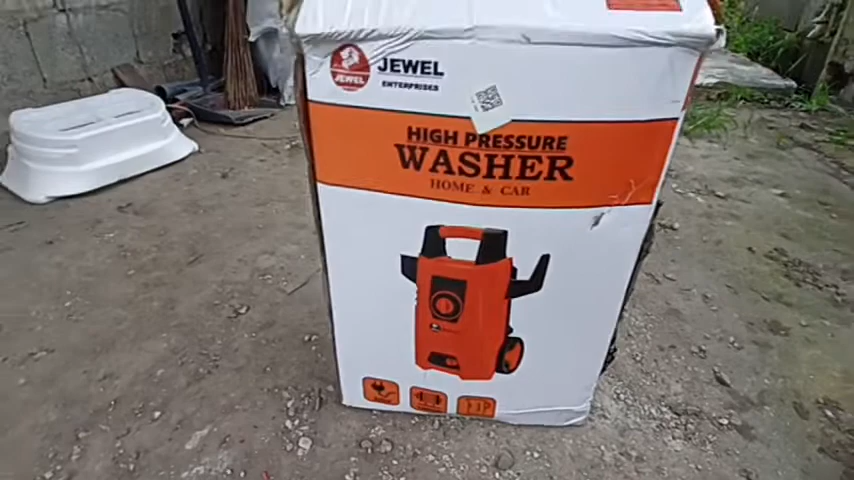 JEWEL
JEWEL
ENTERPRISES
HIGH PRESSURE
WASHER
HOME & CAR